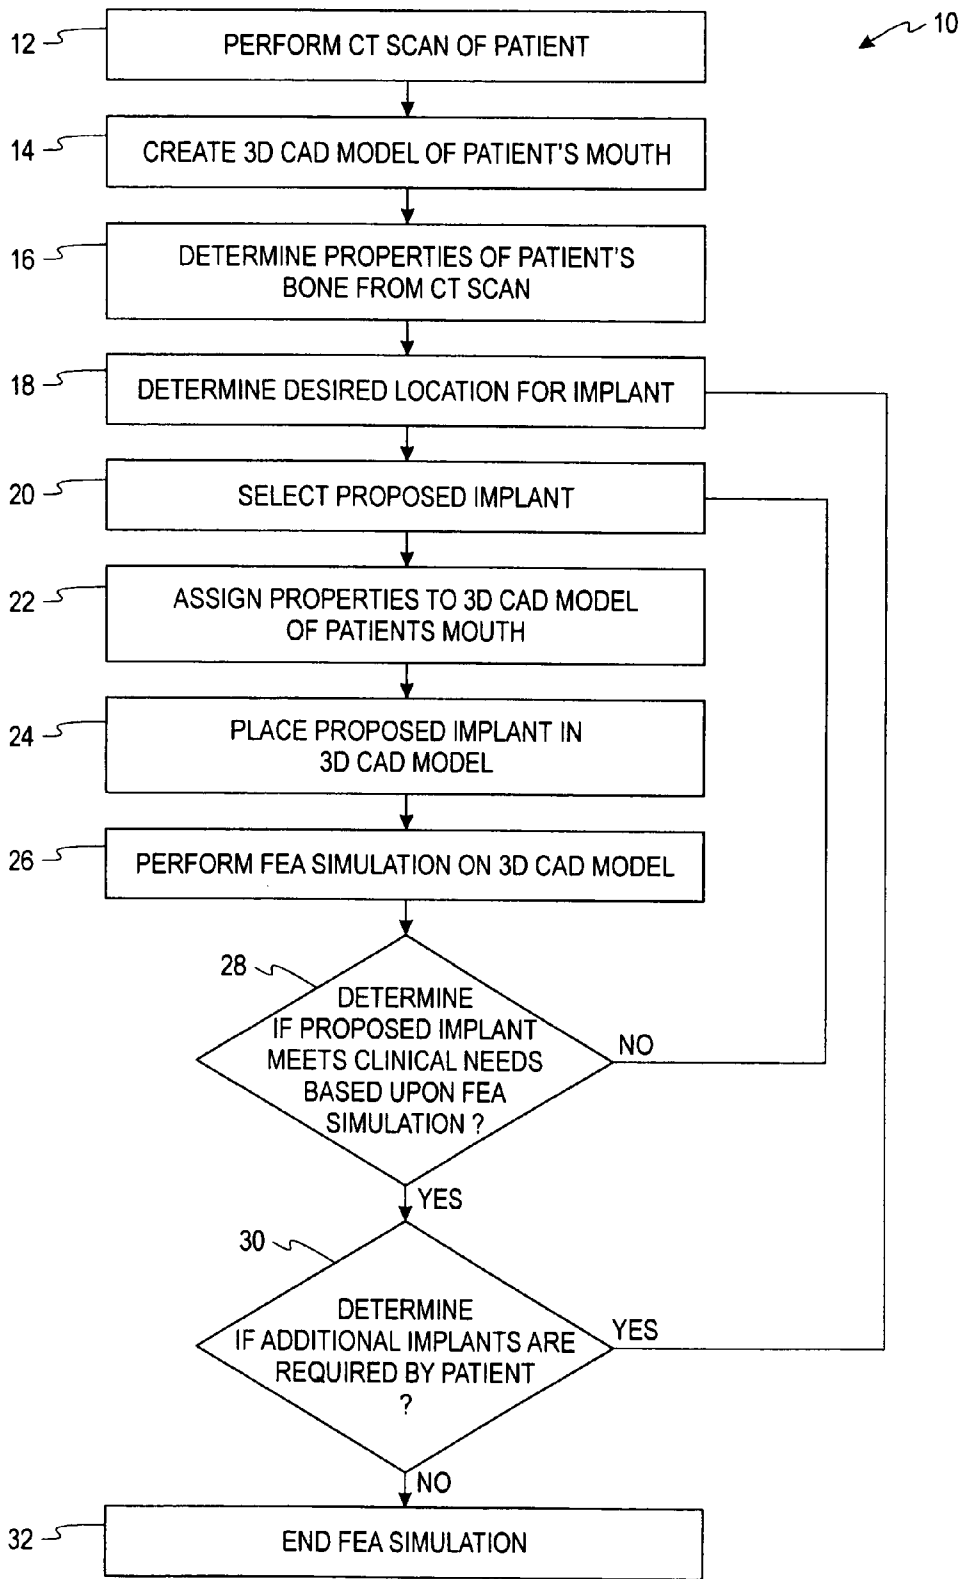 10
12
PERFORM CT SCAN OF PATIENT
14
CREATE 3D CAD MODEL OF PATIENT'S MOUTH
16
DETERMINE PROPERTIES OF PATIENT'S
BONE FROM CT SCAN
18
DETERMINE DESIRED LOCATION FOR IMPLANT
20
SELECT PROPOSED IMPLANT
22
ASSIGN PROPERTIES TO 3D CAD MODEL
OF PATIENTS MOUTH
24
PLACE PROPOSED IMPLANT IN
3D CAD MODEL
26
PERFORM FEA SIMULATION ON 3D CAD MODEL
28
DETERMINE
IF PROPOSED IMPLANT
MEETS CLINICAL NEEDS
BASED UPON FEA
SIMULATION ?
NO
YES
30
DETERMINE
IF ADDITIONAL IMPLANTS ARE
REQUIRED BY PATIENT
?
YES
NO
32
END FEA SIMULATION